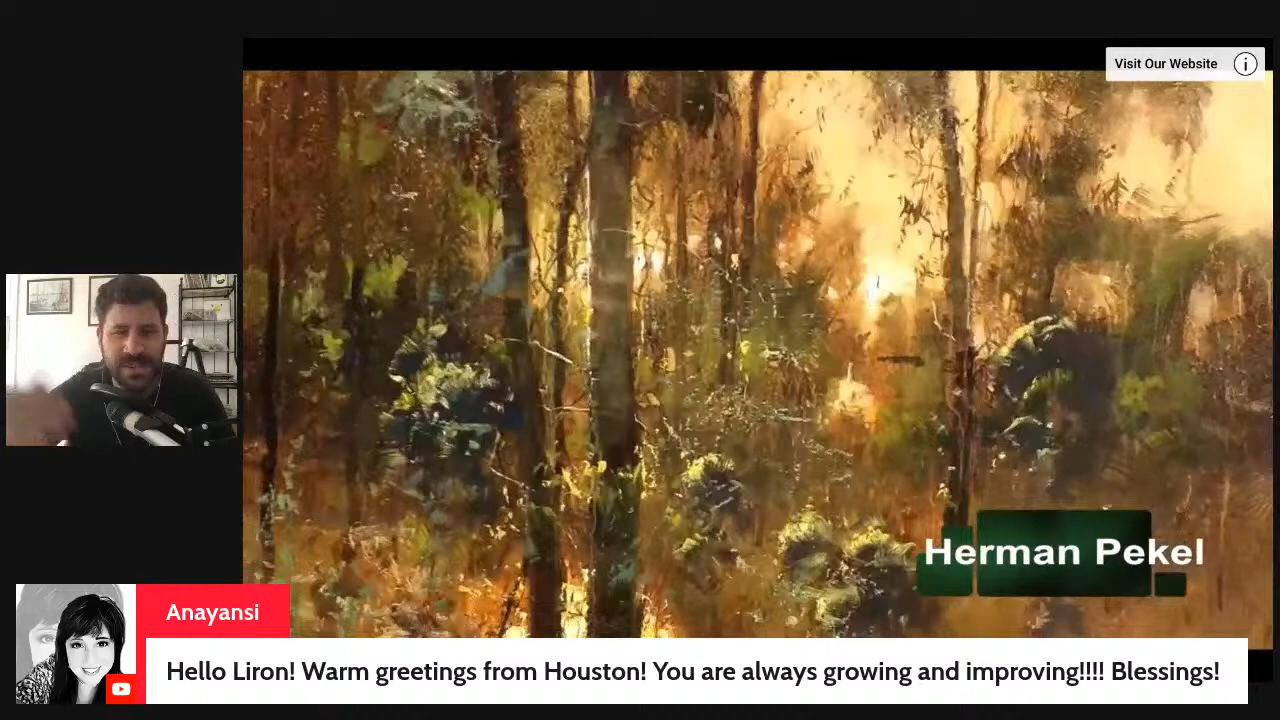 Visit Our Website
Herman Pekel
Anayansi
Hello Liron! Warm greetings from Houston! You are always growing and improving!!!! Blessings!